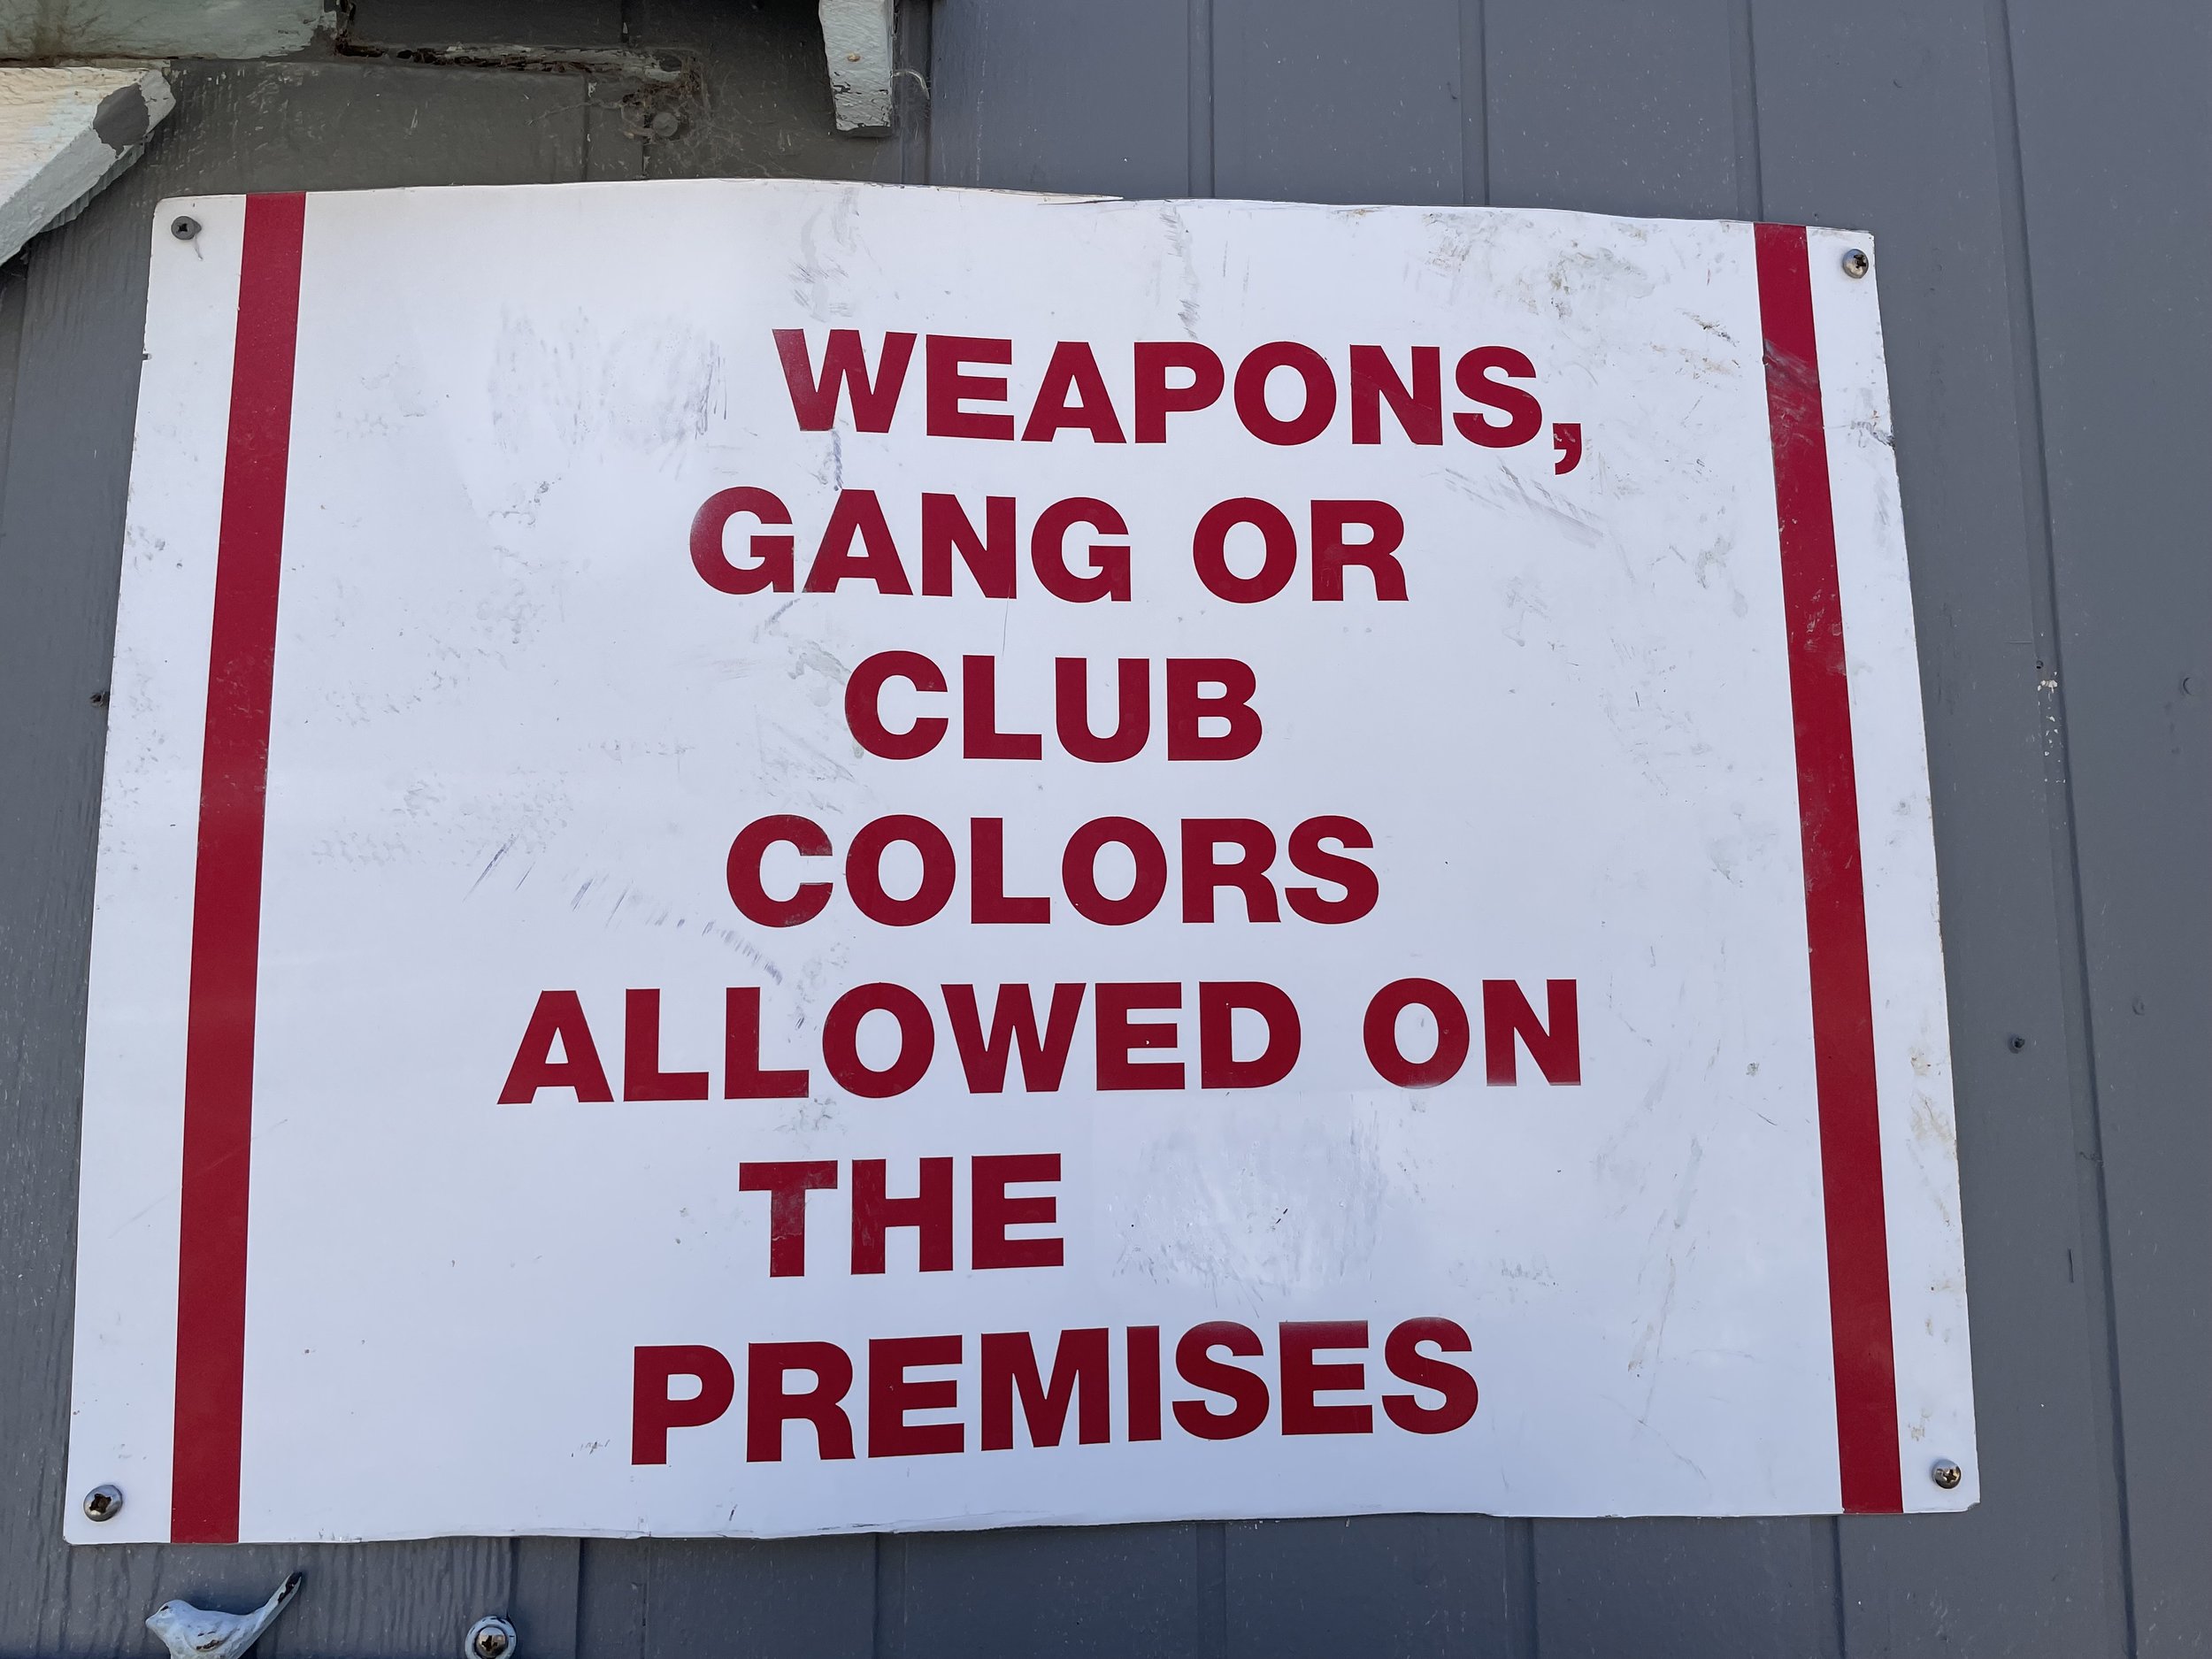 WEAPONS,
GANG OR
CLUB
COLORS
ALLOWED ON
THE
PREMISES